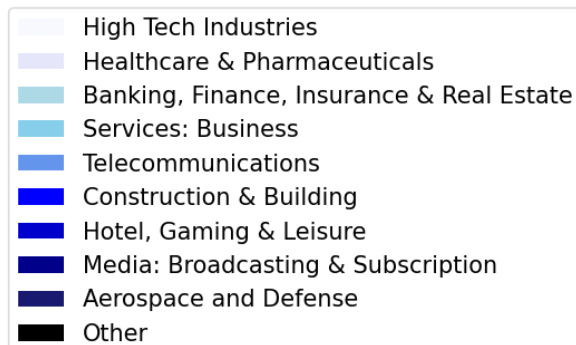 High Tech Industries
Healthcare & Pharmaceuticals
Banking, Finance, Insurance & Real Estate
Services: Business
Telecommunications
Construction & Building
Hotel, Gaming & Leisure
Media: Broadcasting & Subscription
Aerospace and Defense
Other